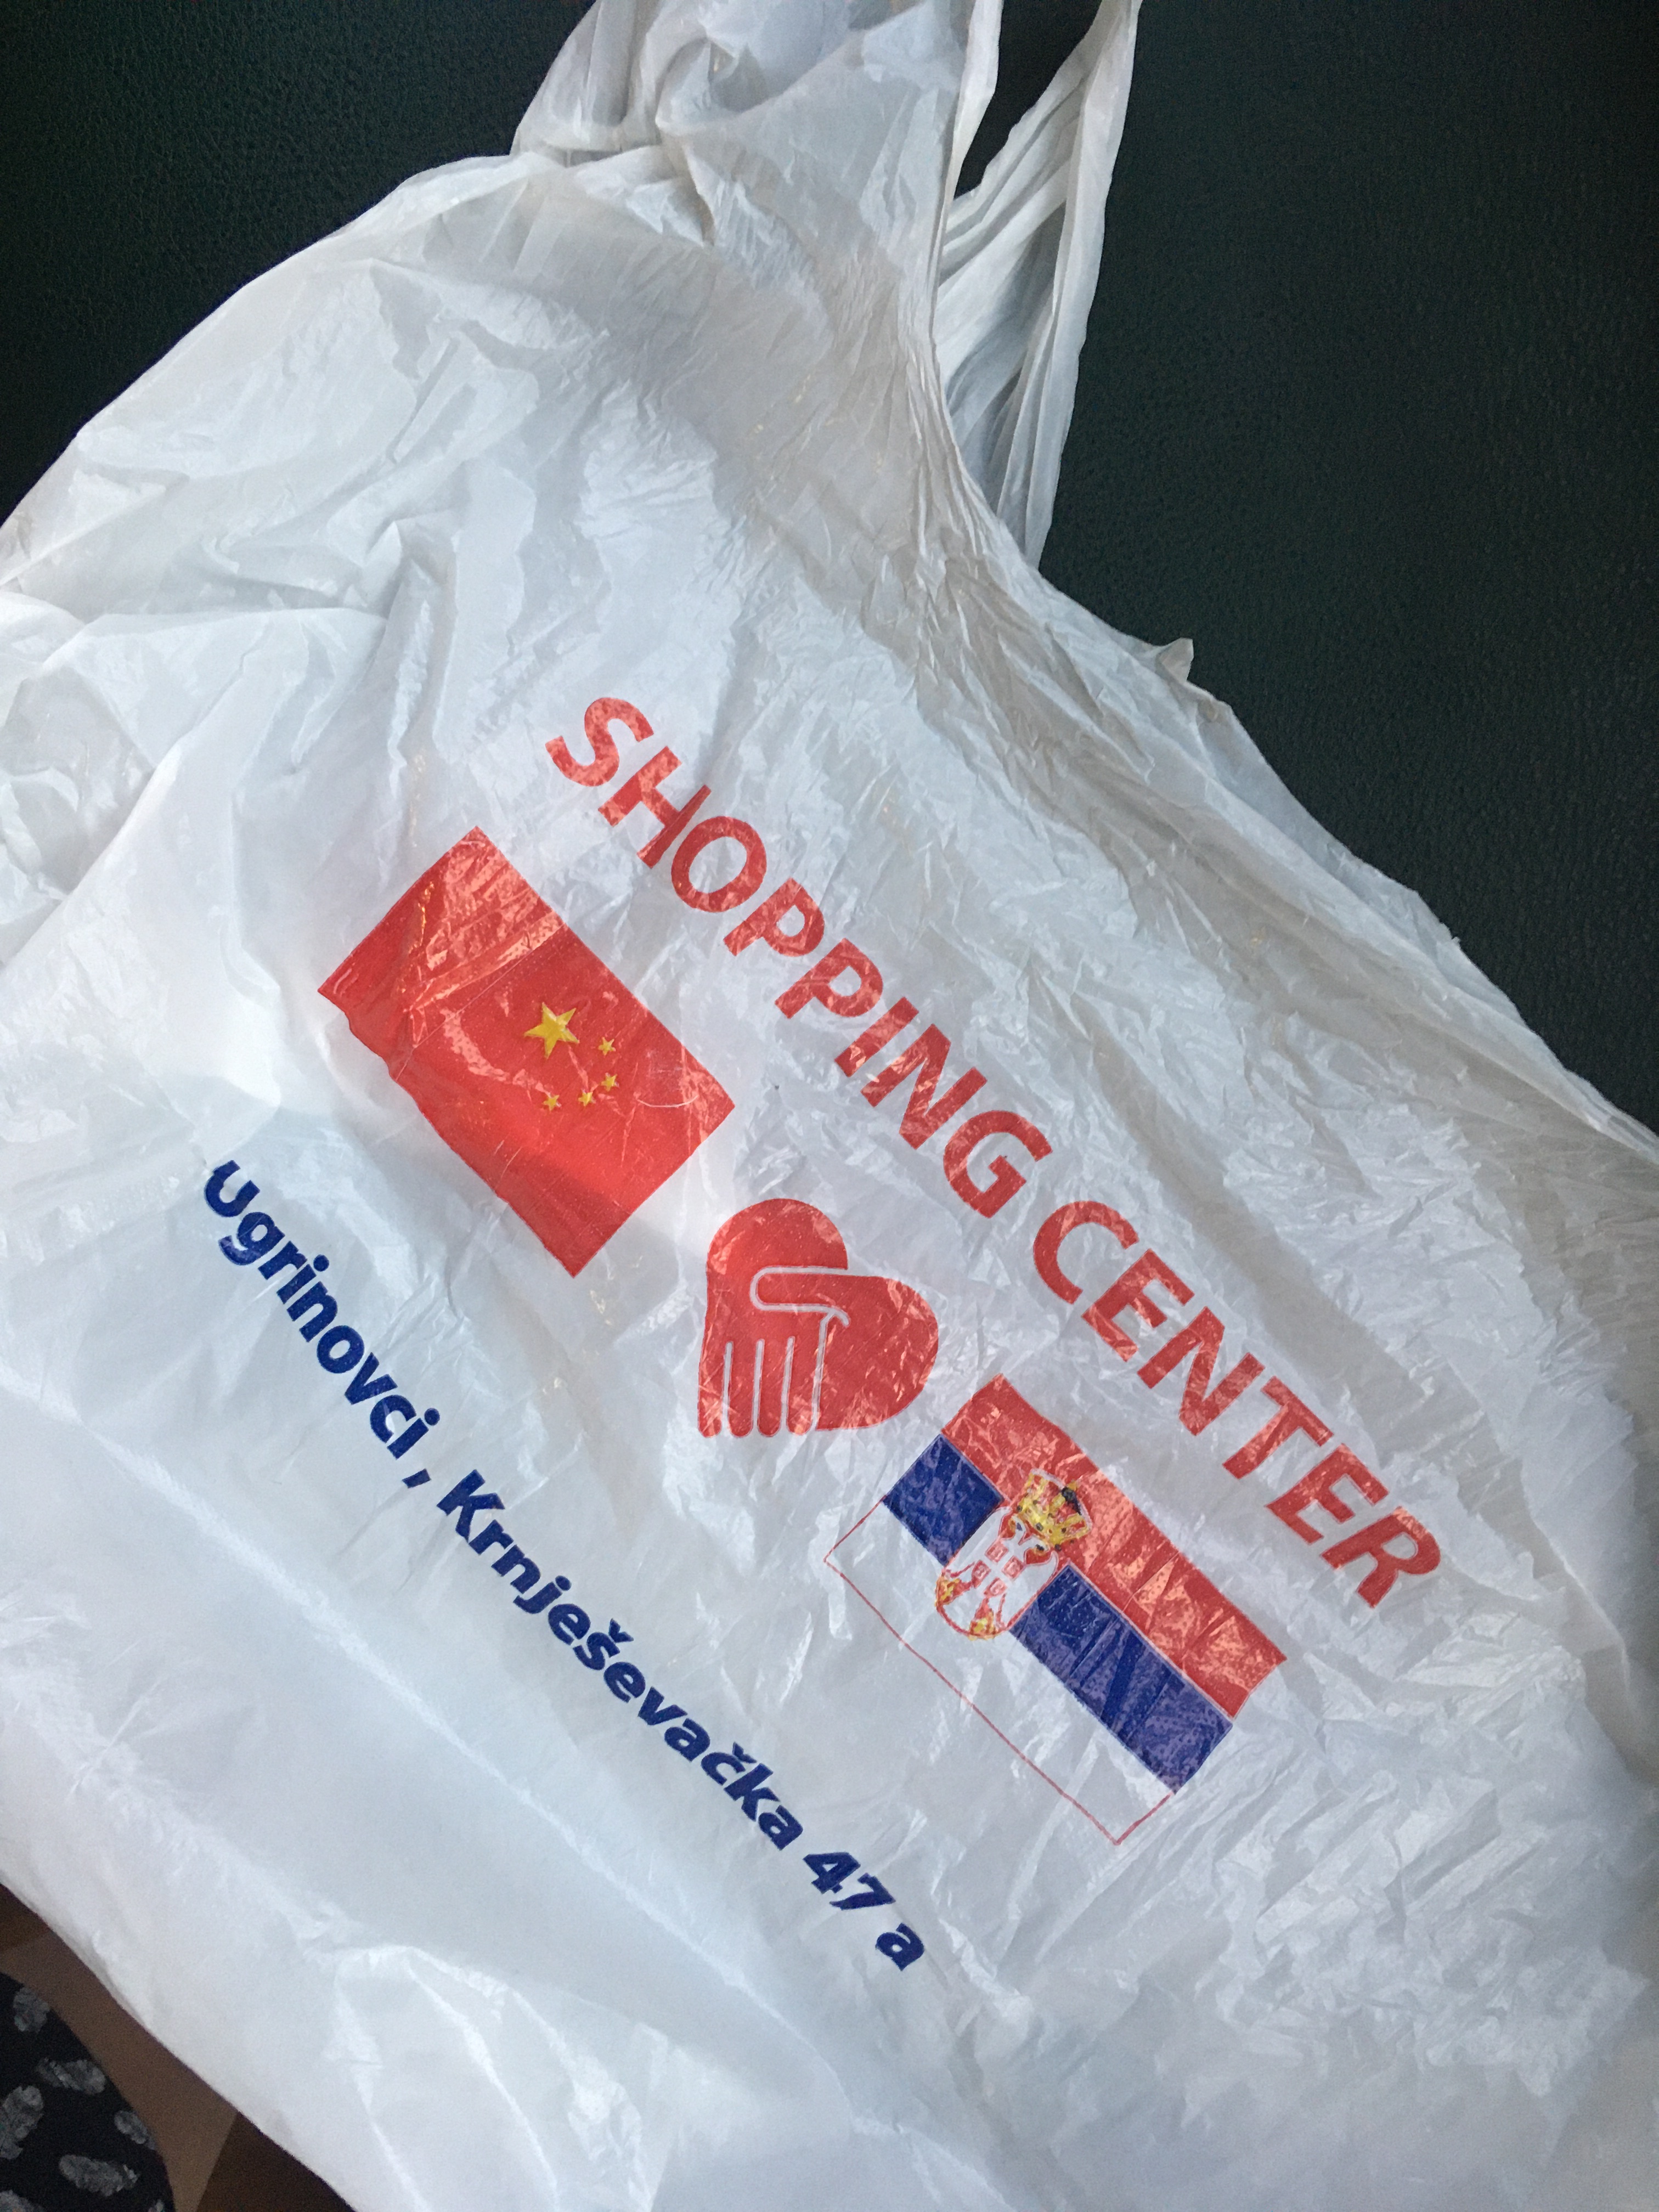 SHOPPING CENTER
Ugrinovci , Krnješevačka 47 a